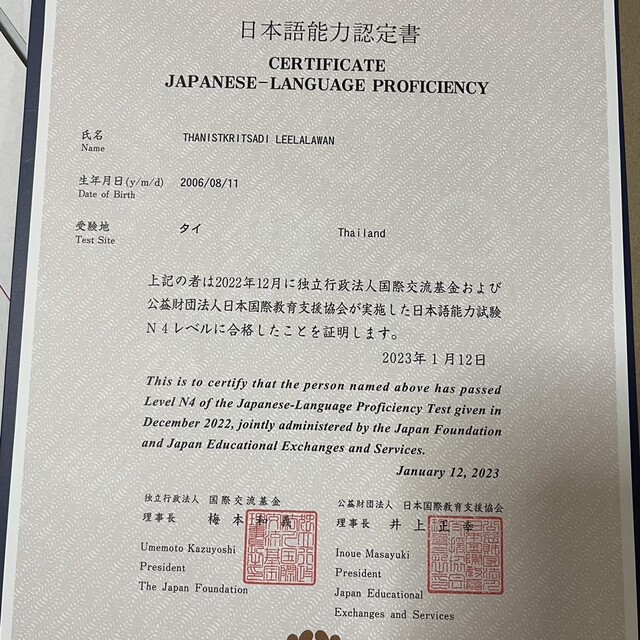 日本語能力認定書
CERTIFICATE
JAPANESE-LANGUAGE PROFICIENCY
氏名 THANISTKRITSADI LEELALAWAN
Name
生年月日(y/m/d) 2006/08/11
Date of Birth
受験地 タイ Thailand
Test Site
上記の者は2022年12月に独立行政法人国際交流基金および
公益財団法人日本国際教育支援協会が実施した日本語能力試験
N4レベルに合格したことを証明します。
2023年1月12日
This is to certify that the person named above has passed
Level N4 of the Japanese-Language Proficiency Test given in
December 2022, jointly administered by the Japan Foundation
and Japan Educational Exchanges and Services.
January 12, 2023
独立行政法人 国際交流基金
理事長 梅本和義
Umemoto Kazuyoshi
President
The Japan Foundation
公益財団法人 日本国際教育支援協会
理事長 井上正幸
Inoue Masayuki
President
Japan Educational
Exchanges and Services